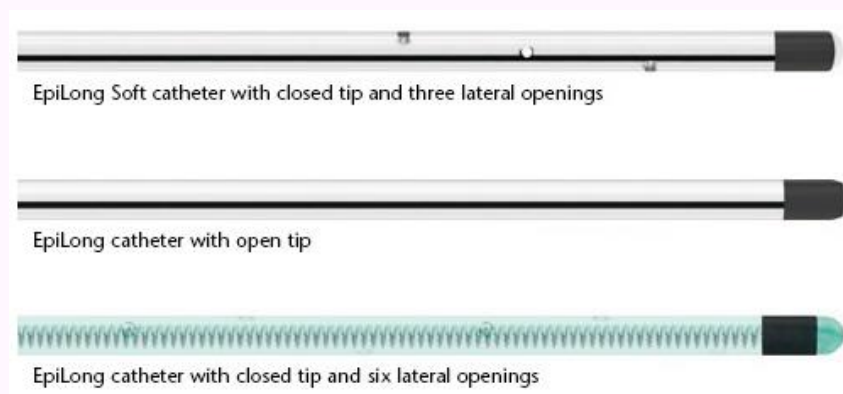 EpiLong Soft catheter with closed tip and three lateral openings
EpiLong catheter with open tip
EpiLong catheter with closed tip and six lateral openings